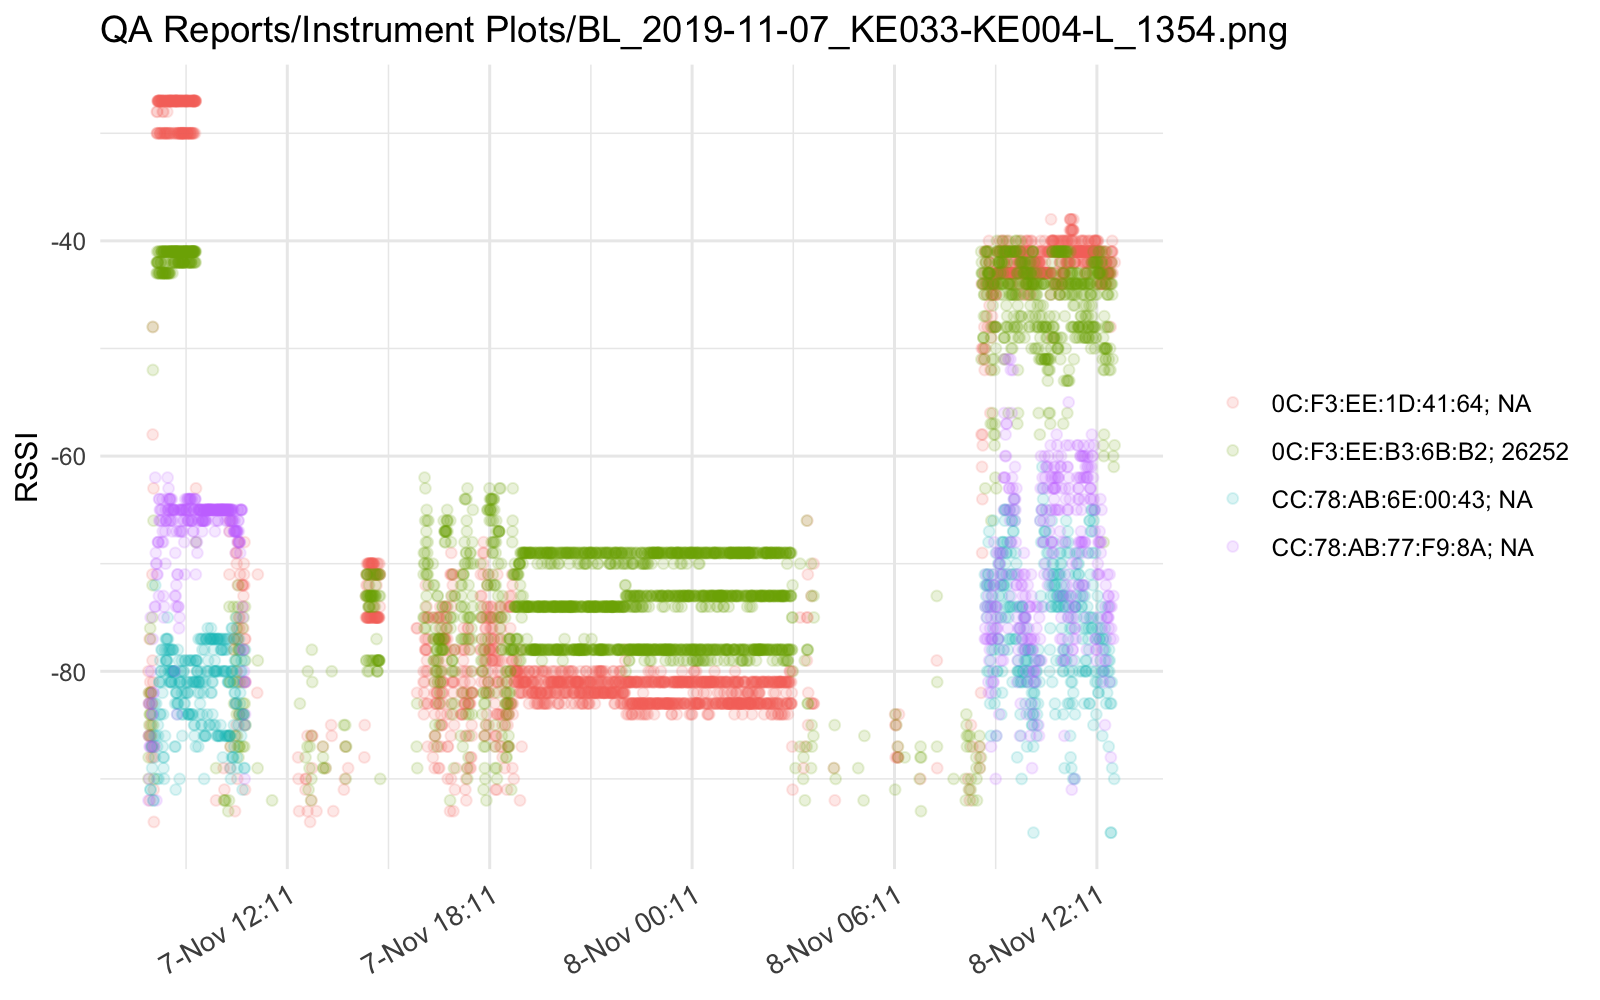 QA Reports/Instrument Plots/BL_2019-11-07_KE033-KE004-L_1354.png
RSSI
-40
-60
-80
7-Nov 12:11
7-Nov 18:11
8-Nov 00:11
8-Nov 06:11
8-Nov 12:11
0C:F3:EE:1D:41:64; NA
0C:F3:EE:B3:6B:B2; 26252
CC:78:AB:6E:00:43; NA
CC:78:AB:77:F9:8A; NA